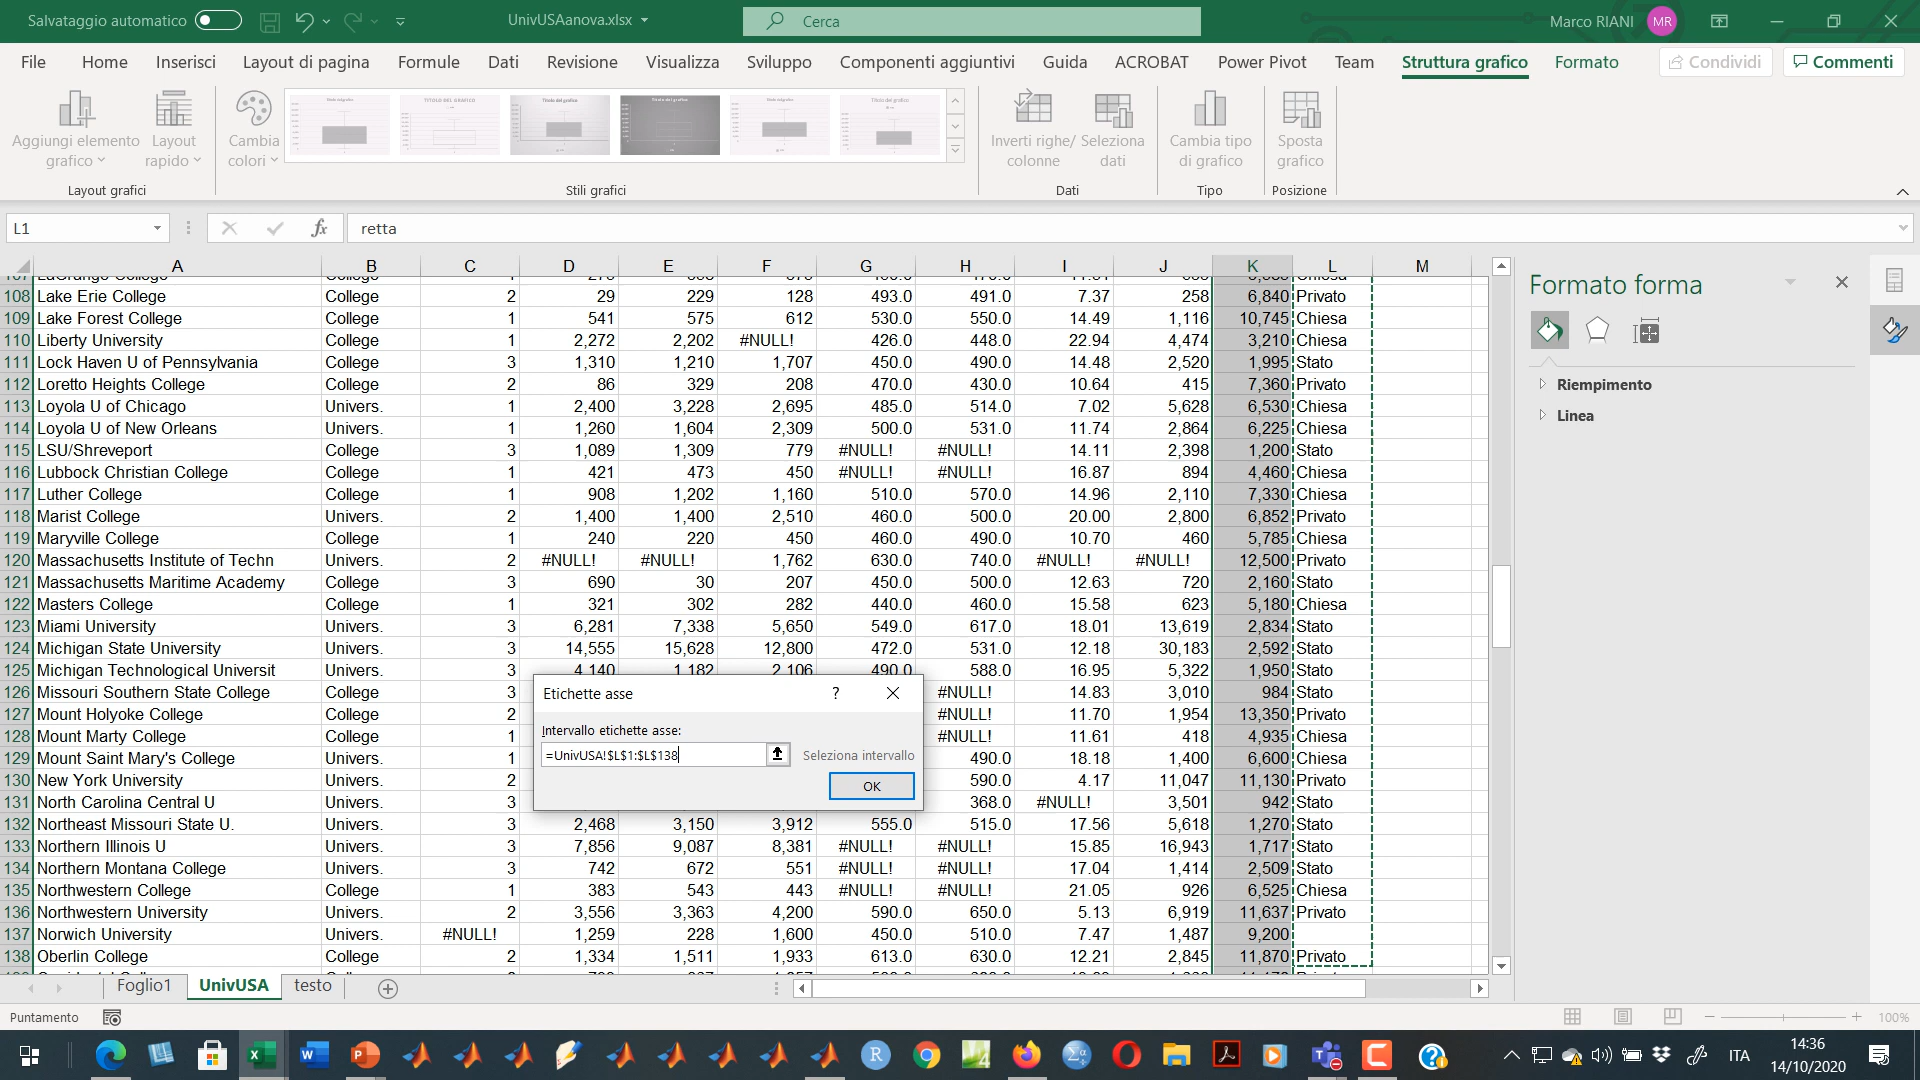 Salvataggio automatico
UnivUSAanova.xlsx
Cerca
Marco RIANI
MR
File Home Inserisci Layout di pagina Formule Dati Revisione Visualizza Sviluppo Componenti aggiuntivi Guida ACROBAT Power Pivot Team Struttura grafico Formato Condividi Commenti
Aggiungi elemento grafico
Layout rapido
Cambia colori
Inverti righe/ colonne
Seleziona dati
Cambia tipo di grafico
Sposta grafico
Layout grafici Stili grafici Dati Tipo Posizione
L1 fx retta
A B C D E F G H I J K L M
108 Lake Erie College College 2 29 229 128 493.0 491.0 7.37 258 6,840 Privato
109 Lake Forest College College 1 541 575 612 530.0 550.0 14.49 1,116 10,745 Chiesa
110 Liberty University College 1 2,272 2,202 #NULL! 426.0 448.0 22.94 4,474 3,210 Chiesa
111 Lock Haven U of Pennsylvania College 3 1,310 1,210 1,707 450.0 490.0 14.48 2,520 1,995 Stato
112 Loretto Heights College College 2 86 329 208 470.0 430.0 10.64 415 7,360 Privato
113 Loyola U of Chicago Univers. 1 2,400 3,228 2,695 485.0 514.0 7.02 5,628 6,530 Chiesa
114 Loyola U of New Orleans Univers. 1 1,260 1,604 2,309 500.0 531.0 11.74 2,864 6,225 Chiesa
115 LSU/Shreveport College 3 1,089 1,309 779 #NULL! #NULL! 14.11 2,398 1,200 Stato
116 Lubbock Christian College College 1 421 473 450 #NULL! #NULL! 16.87 894 4,460 Chiesa
117 Luther College College 1 908 1,202 1,160 510.0 570.0 14.96 2,110 7,330 Chiesa
118 Marist College Univers. 2 1,400 1,400 2,510 460.0 500.0 20.00 2,800 6,852 Privato
119 Maryville College College 1 240 220 450 460.0 490.0 10.70 460 5,785 Chiesa
120 Massachusetts Institute of Techn Univers. 2 #NULL! #NULL! 1,762 630.0 740.0 #NULL! #NULL! 12,500 Privato
121 Massachusetts Maritime Academy College 3 690 30 207 450.0 500.0 12.63 720 2,160 Stato
122 Masters College College 1 321 302 282 440.0 460.0 15.58 623 5,180 Chiesa
123 Miami University Univers. 3 6,281 7,338 5,650 549.0 617.0 18.01 13,619 2,834 Stato
124 Michigan State University Univers. 3 14,555 15,628 12,800 472.0 531.0 12.18 30,183 2,592 Stato
125 Michigan Technological Universit Univers. 3 4,140 1,182 2,106 490.0 588.0 16.95 5,322 1,950 Stato
126 Missouri Southern State College College 3 #NULL! 14.83 3,010 984 Stato
127 Mount Holyoke College College 2 #NULL! 11.70 1,954 13,350 Privato
128 Mount Marty College College 1 #NULL! 11.61 418 4,935 Chiesa
129 Mount Saint Mary's College Univers. 1 490.0 18.18 1,400 6,600 Chiesa
130 New York University Univers. 2 590.0 4.17 11,047 11,130 Privato
131 North Carolina Central U Univers. 3 368.0 #NULL! 3,501 942 Stato
132 Northeast Missouri State U. Univers. 3 2,468 3,150 3,912 555.0 515.0 17.56 5,618 1,270 Stato
133 Northern Illinois U Univers. 3 7,856 9,087 8,381 #NULL! #NULL! 15.85 16,943 1,717 Stato
134 Northern Montana College Univers. 3 742 672 551 #NULL! #NULL! 17.04 1,414 2,509 Stato
135 Northwestern College College 1 383 543 443 #NULL! #NULL! 21.05 926 6,525 Chiesa
136 Northwestern University Univers. 2 3,556 3,363 4,200 590.0 650.0 5.13 6,919 11,637 Privato
137 Norwich University Univers. #NULL! 1,259 228 1,600 450.0 510.0 7.47 1,487 9,200
138 Oberlin College College 2 1,334 1,511 1,933 613.0 630.0 12.21 2,845 11,870 Privato
Etichette asse ?
Intervallo etichette asse:
=UnivUSA!$L$1:$L$138 Seleziona intervallo
OK
Formato forma
Riempimento
Linea
Foglio1 UnivUSA testo
Puntamento
100%
ITA
14:36
14/10/2020